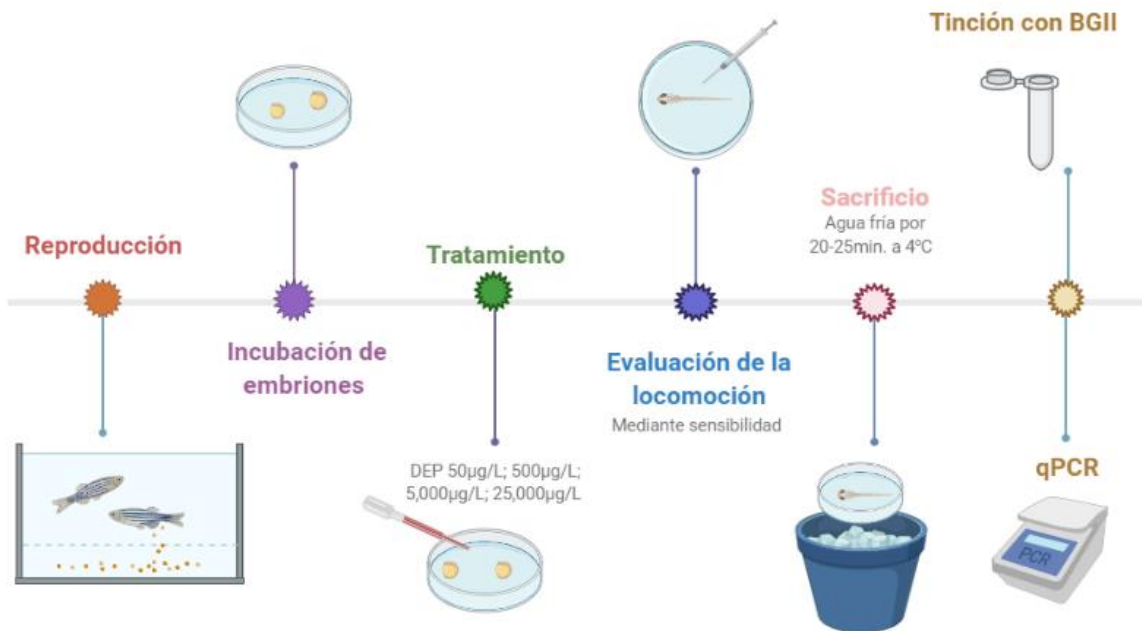 Reproducción
Incubación de
embriones
Tratamiento
DEP 50µg/L; 500µg/L;
5,000µg/L; 25,000µg/L
Evaluación de la
locomoción
Mediante sensibilidad
Sacrificio
Agua fría por
20-25min. a 4°C
Tinción con BGII
qPCR
PCR